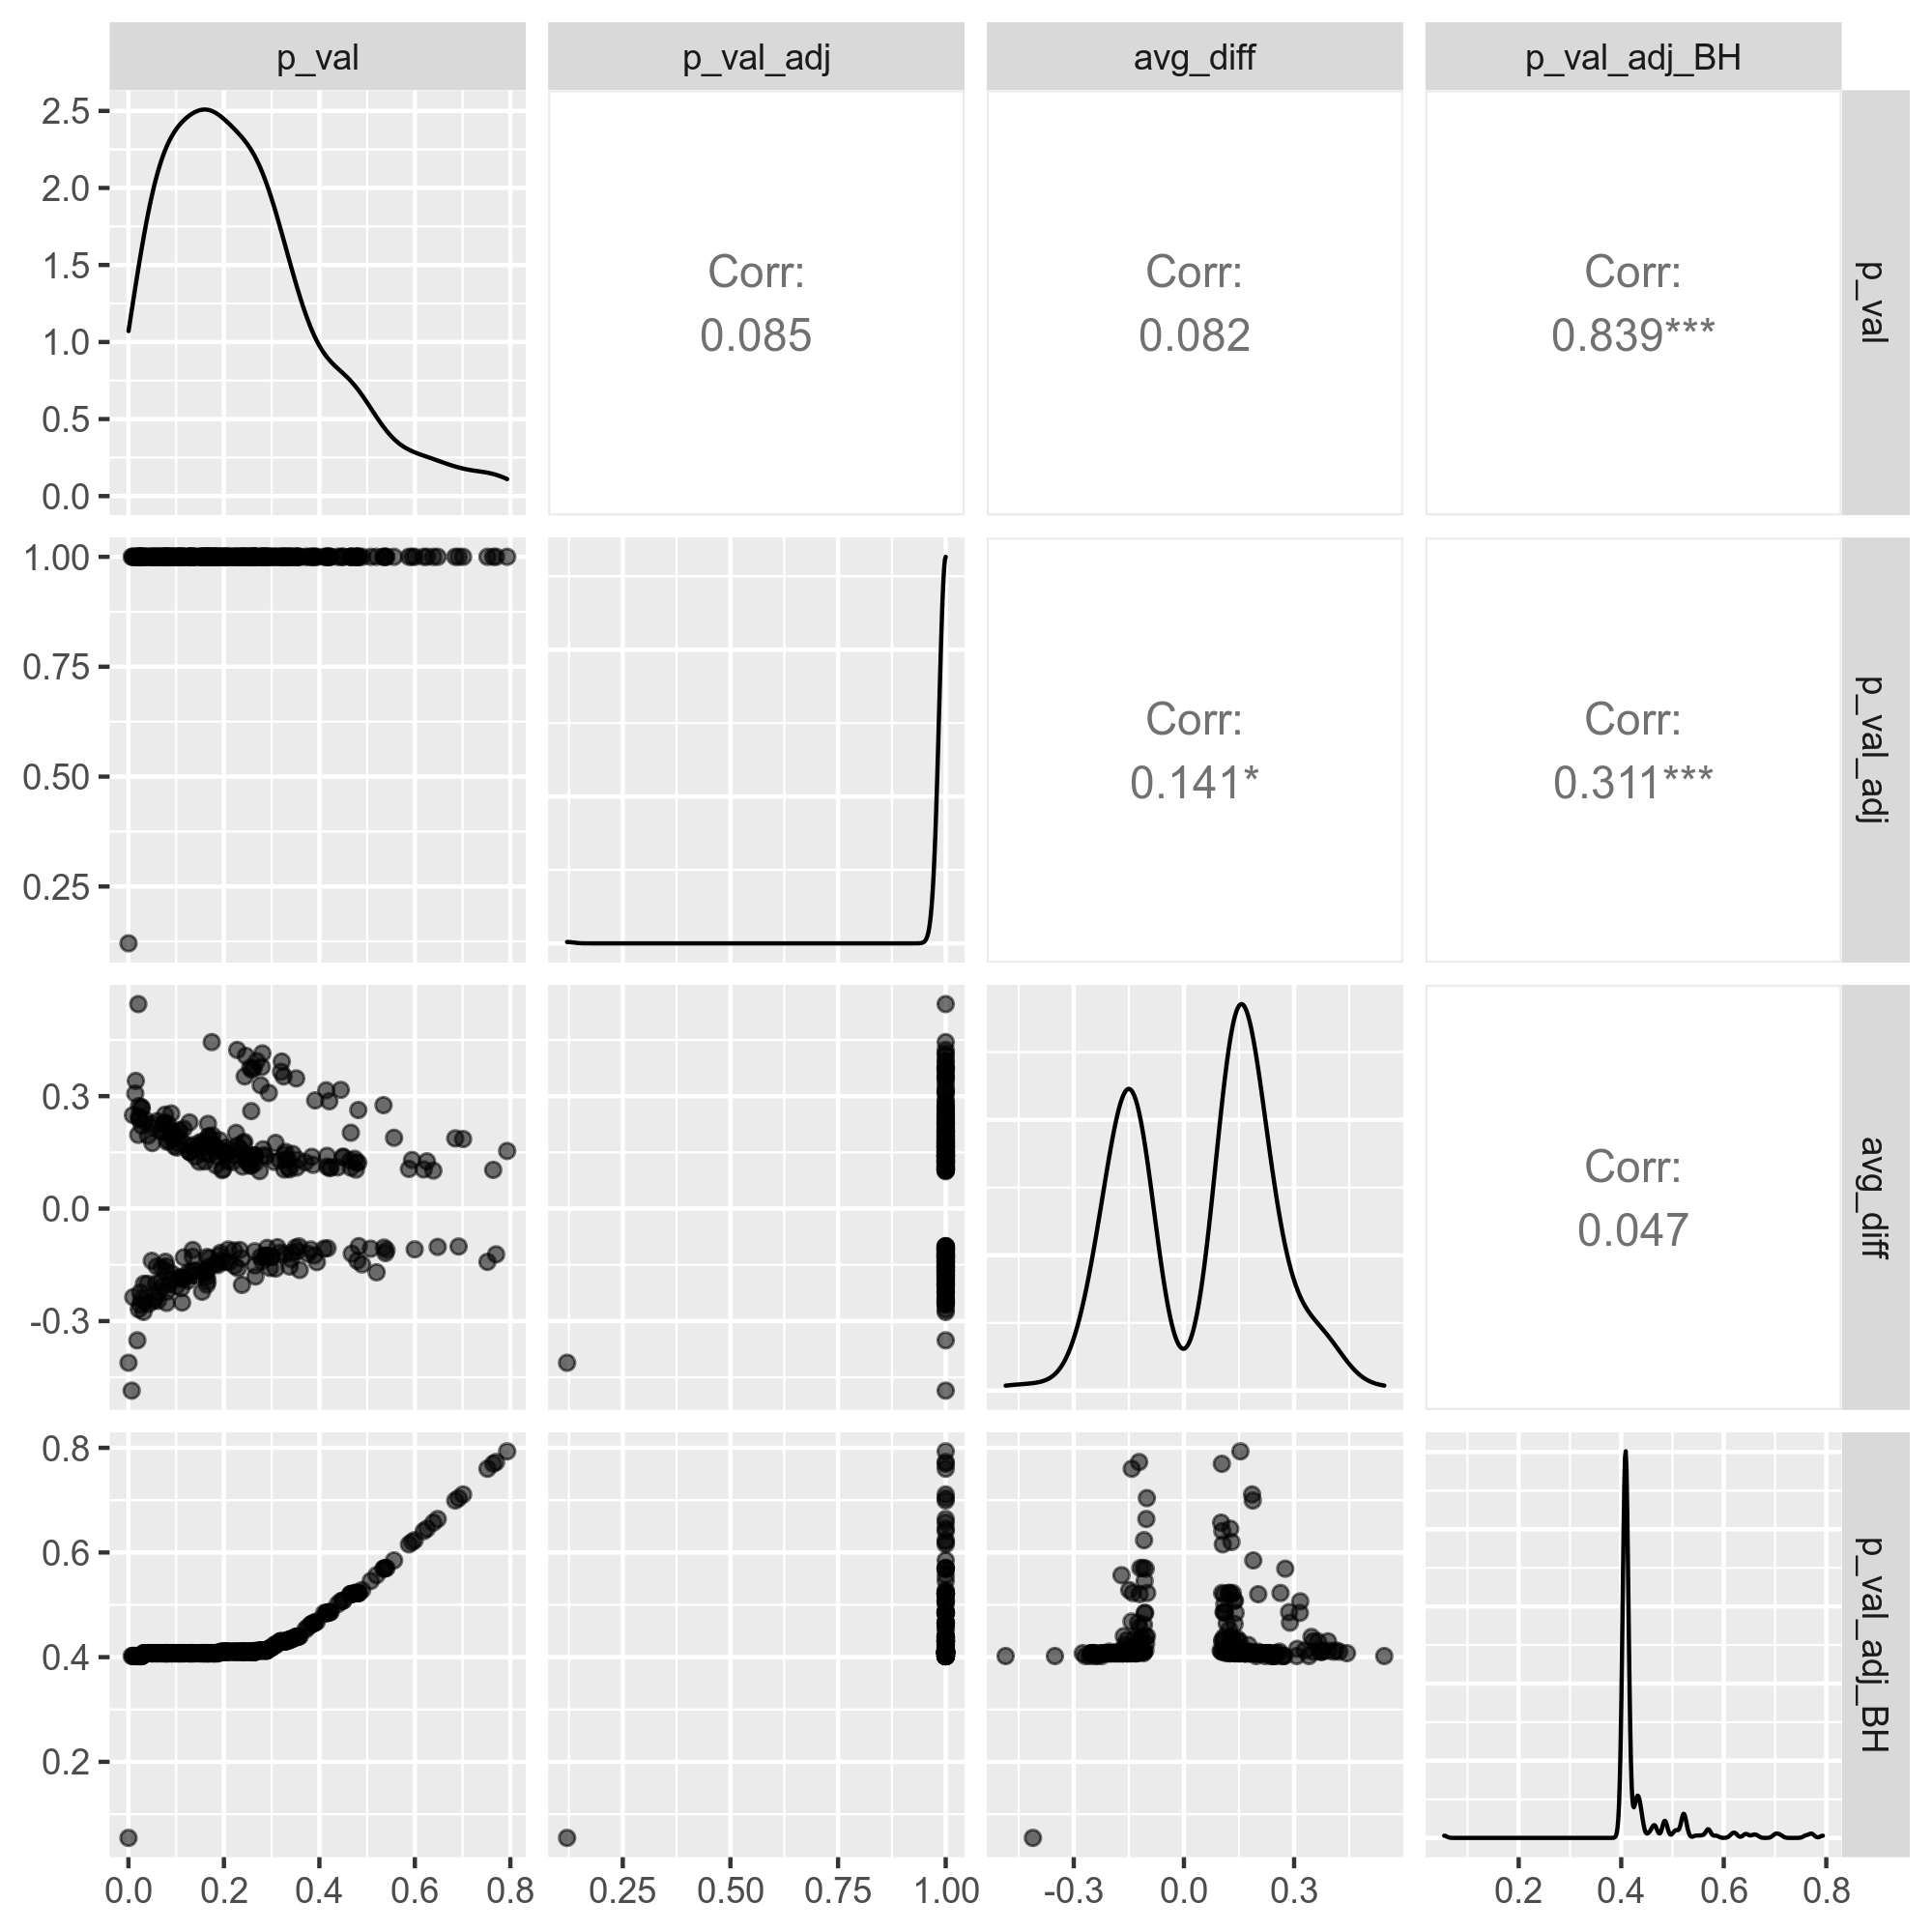 p_val p_val_adj avg_diff p_val_adj_BH
2.5
2.0
1.5
1.0
0.5
0.0
Corr:
0.085
Corr:
0.082
Corr:
0.839***
p_val
1.00
0.75
0.50
0.25
Corr:
0.141*
Corr:
0.311***
p_val_adj
0.3
0.0
-0.3
Corr:
0.047
avg_diff
0.8
0.6
0.4
0.2
p_val_adj_BH
0.0 0.2 0.4 0.6 0.8 0.25 0.50 0.75 1.00 -0.3 0.0 0.3 0.2 0.4 0.6 0.8